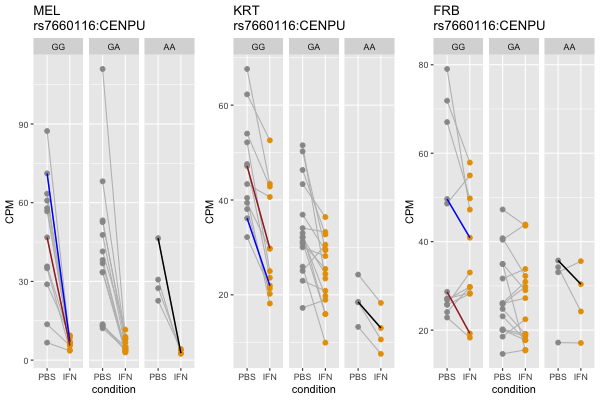 MEL
rs7660116:CENPU
GG GA AA
CPM
90
60
30
0
PBS IFN PBS IFN PBS IFN
condition
KRT
rs7660116:CENPU
GG GA AA
CPM
60
40
20
PBS IFN PBS IFN PBS IFN
condition
FRB
rs7660116:CENPU
GG GA AA
CPM
80
60
40
20
PBS IFN PBS IFN PBS IFN
condition